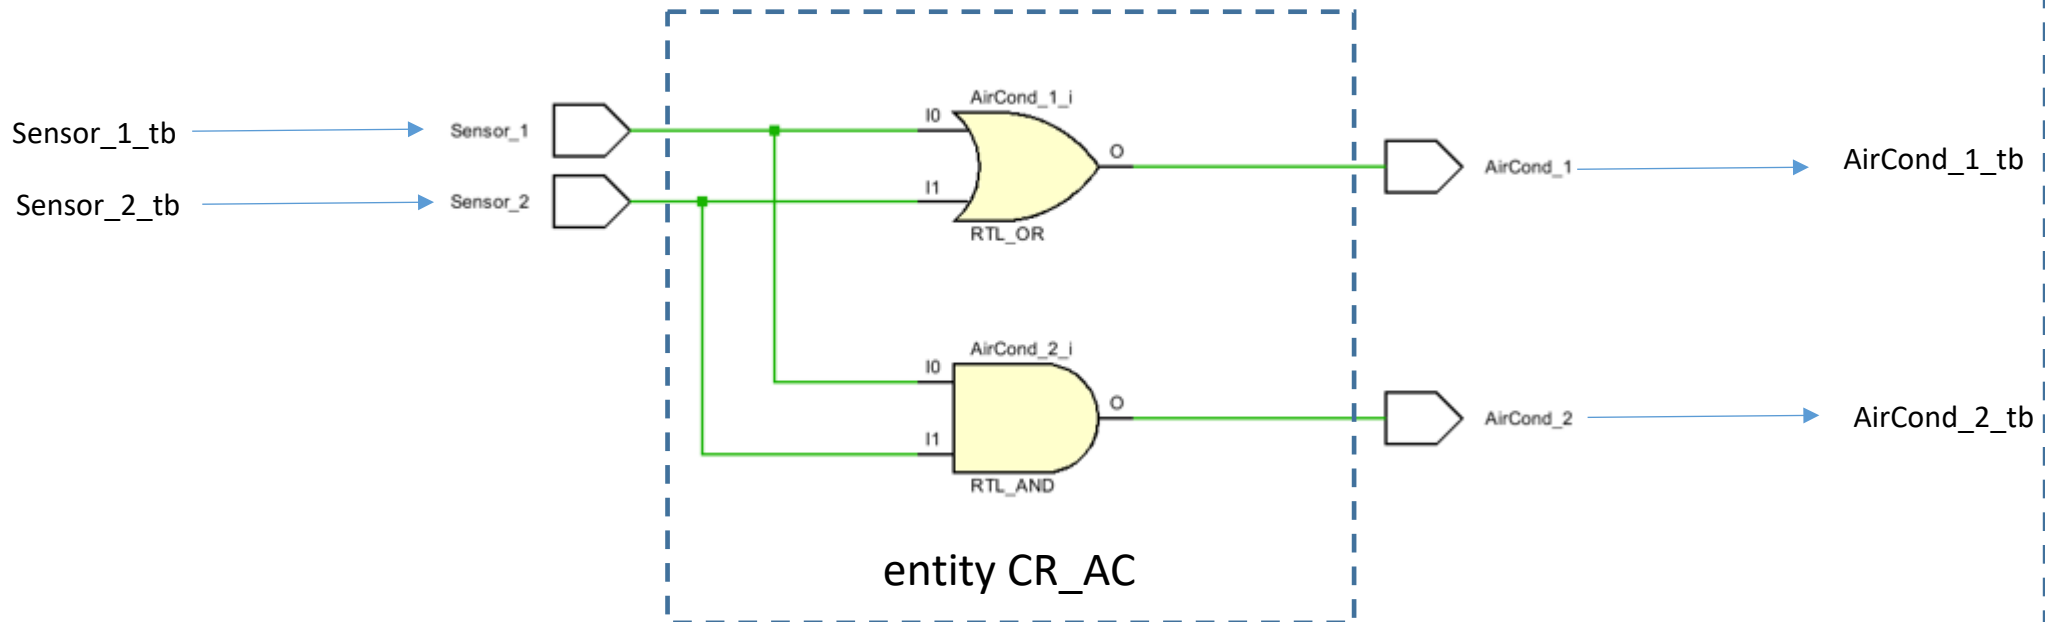 AirCond_1_i
I0
Sensor_1_tb
Sensor_1
O
AirCond_1
AirCond_1_tb
I1
Sensor_2_tb
Sensor_2
RTL_OR
AirCond_2_i
I0
O
AirCond_2
AirCond_2_tb
I1
RTL_AND
entity CR_AC